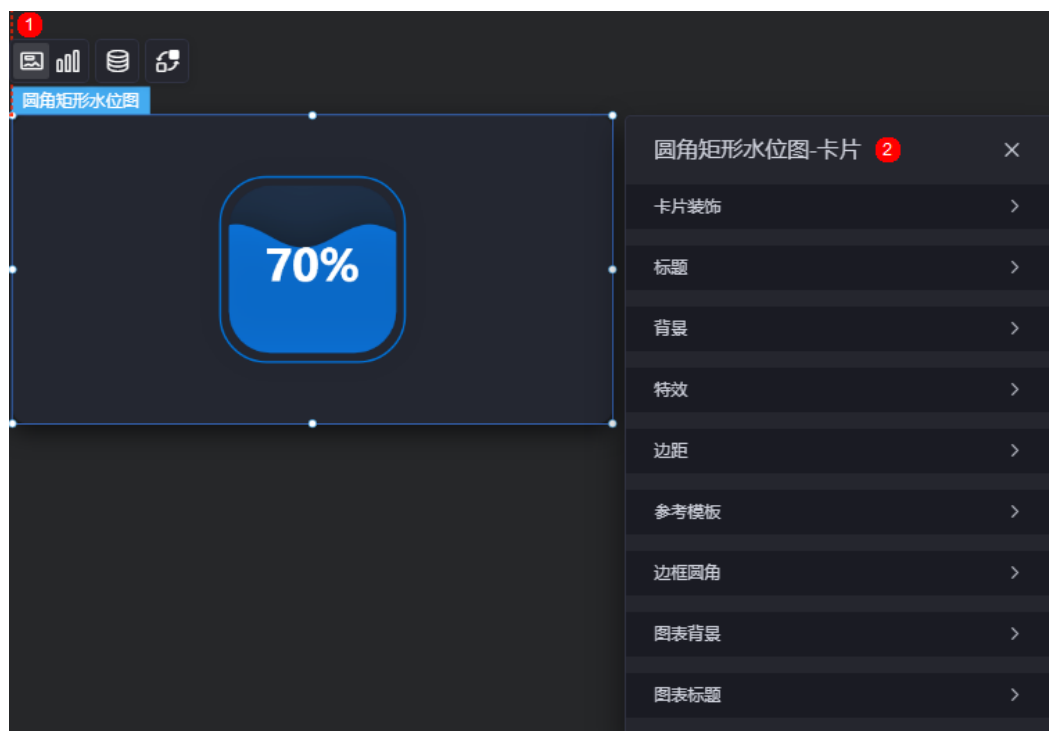 1
圆角矩形水位图
圆角矩形水位图-卡片 2
卡片装饰
标题
70%
背景
特效
边距
参考模板
边框圆角
图表背景
图表标题